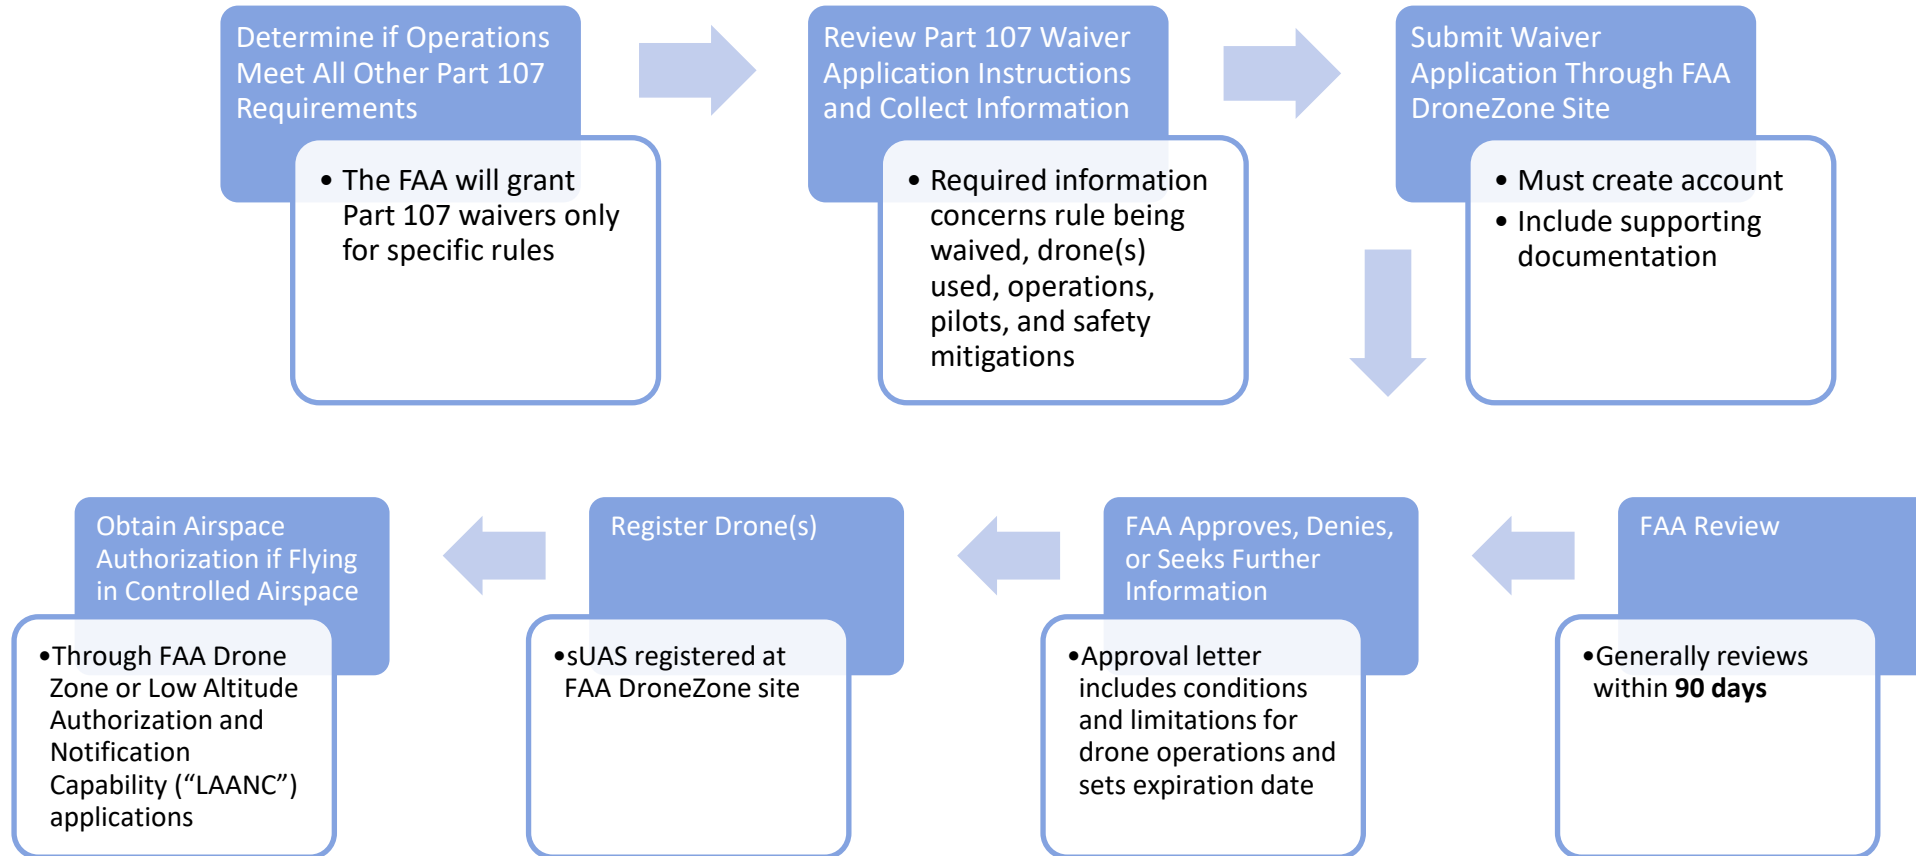 Determine if Operations
Meet All Other Part 107
Requirements
• The FAA will grant
Part 107 waivers only
for specific rules
Review Part 107 Waiver
Application Instructions
and Collect Information
• Required information
concerns rule being
waived, drone(s)
used, operations,
pilots, and safety
mitigations
Submit Waiver
Application Through FAA
DroneZone Site
• Must create account
• Include supporting
documentation
FAA Review
•Generally reviews
within 90 days
FAA Approves, Denies,
or Seeks Further
Information
•Approval letter
includes conditions
and limitations for
drone operations and
sets expiration date
Register Drone(s)
•sUAS registered at
FAA DroneZone site
Obtain Airspace
Authorization if Flying
in Controlled Airspace
•Through FAA Drone
Zone or Low Altitude
Authorization and
Notification
Capability (“LAANC”)
applications